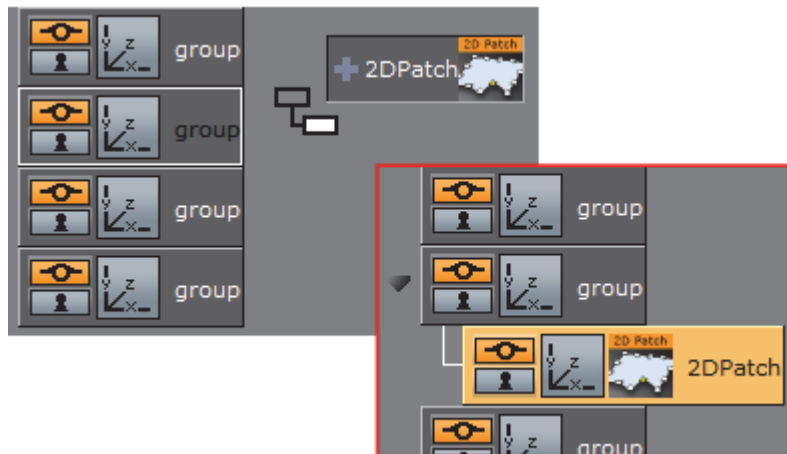 y z x group
2D Patch
+ 2DPatch
y z x group
y z x group
y z x group
y z x group
y z x group
2D Patch
y z x 2DPatch
y z group